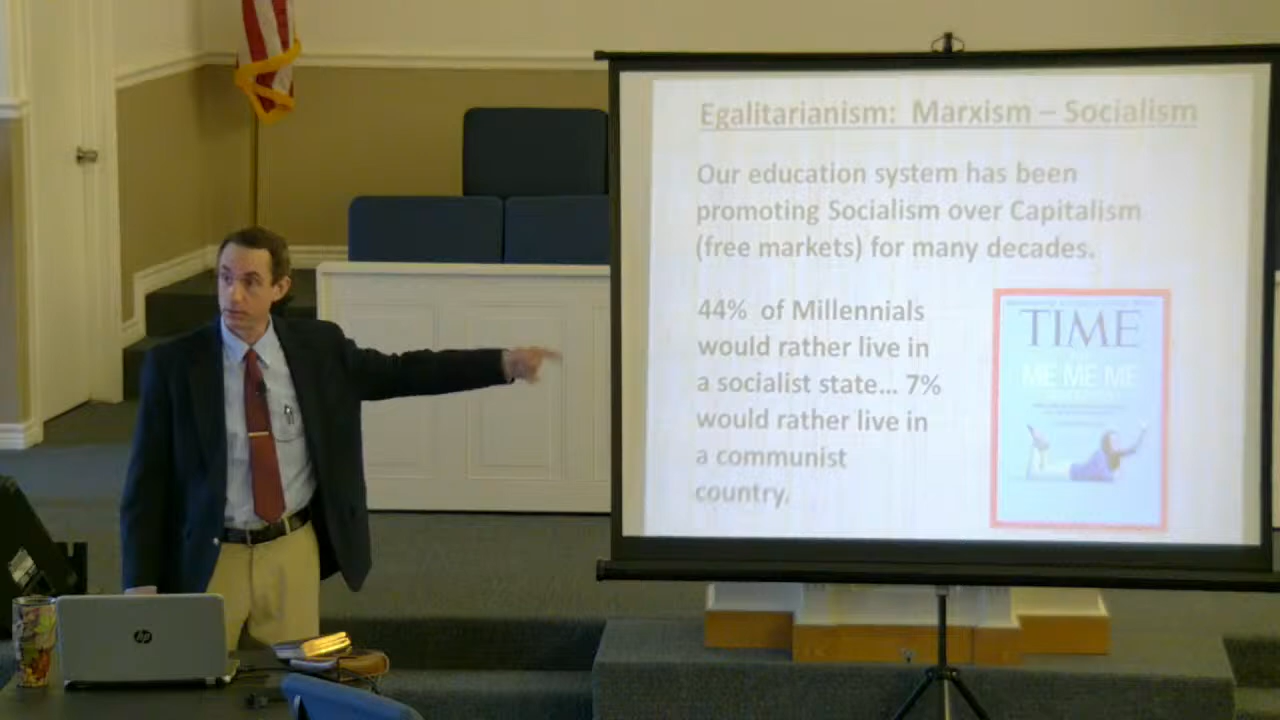 Egalitarianism: Marxism – Socialism
Our education system has been
promoting Socialism over Capitalism
(free markets) for many decades.
44% of Millennials
would rather live in
a socialist state... 7%
would rather live in
a communist
country.
TIME
ME ME ME
hp